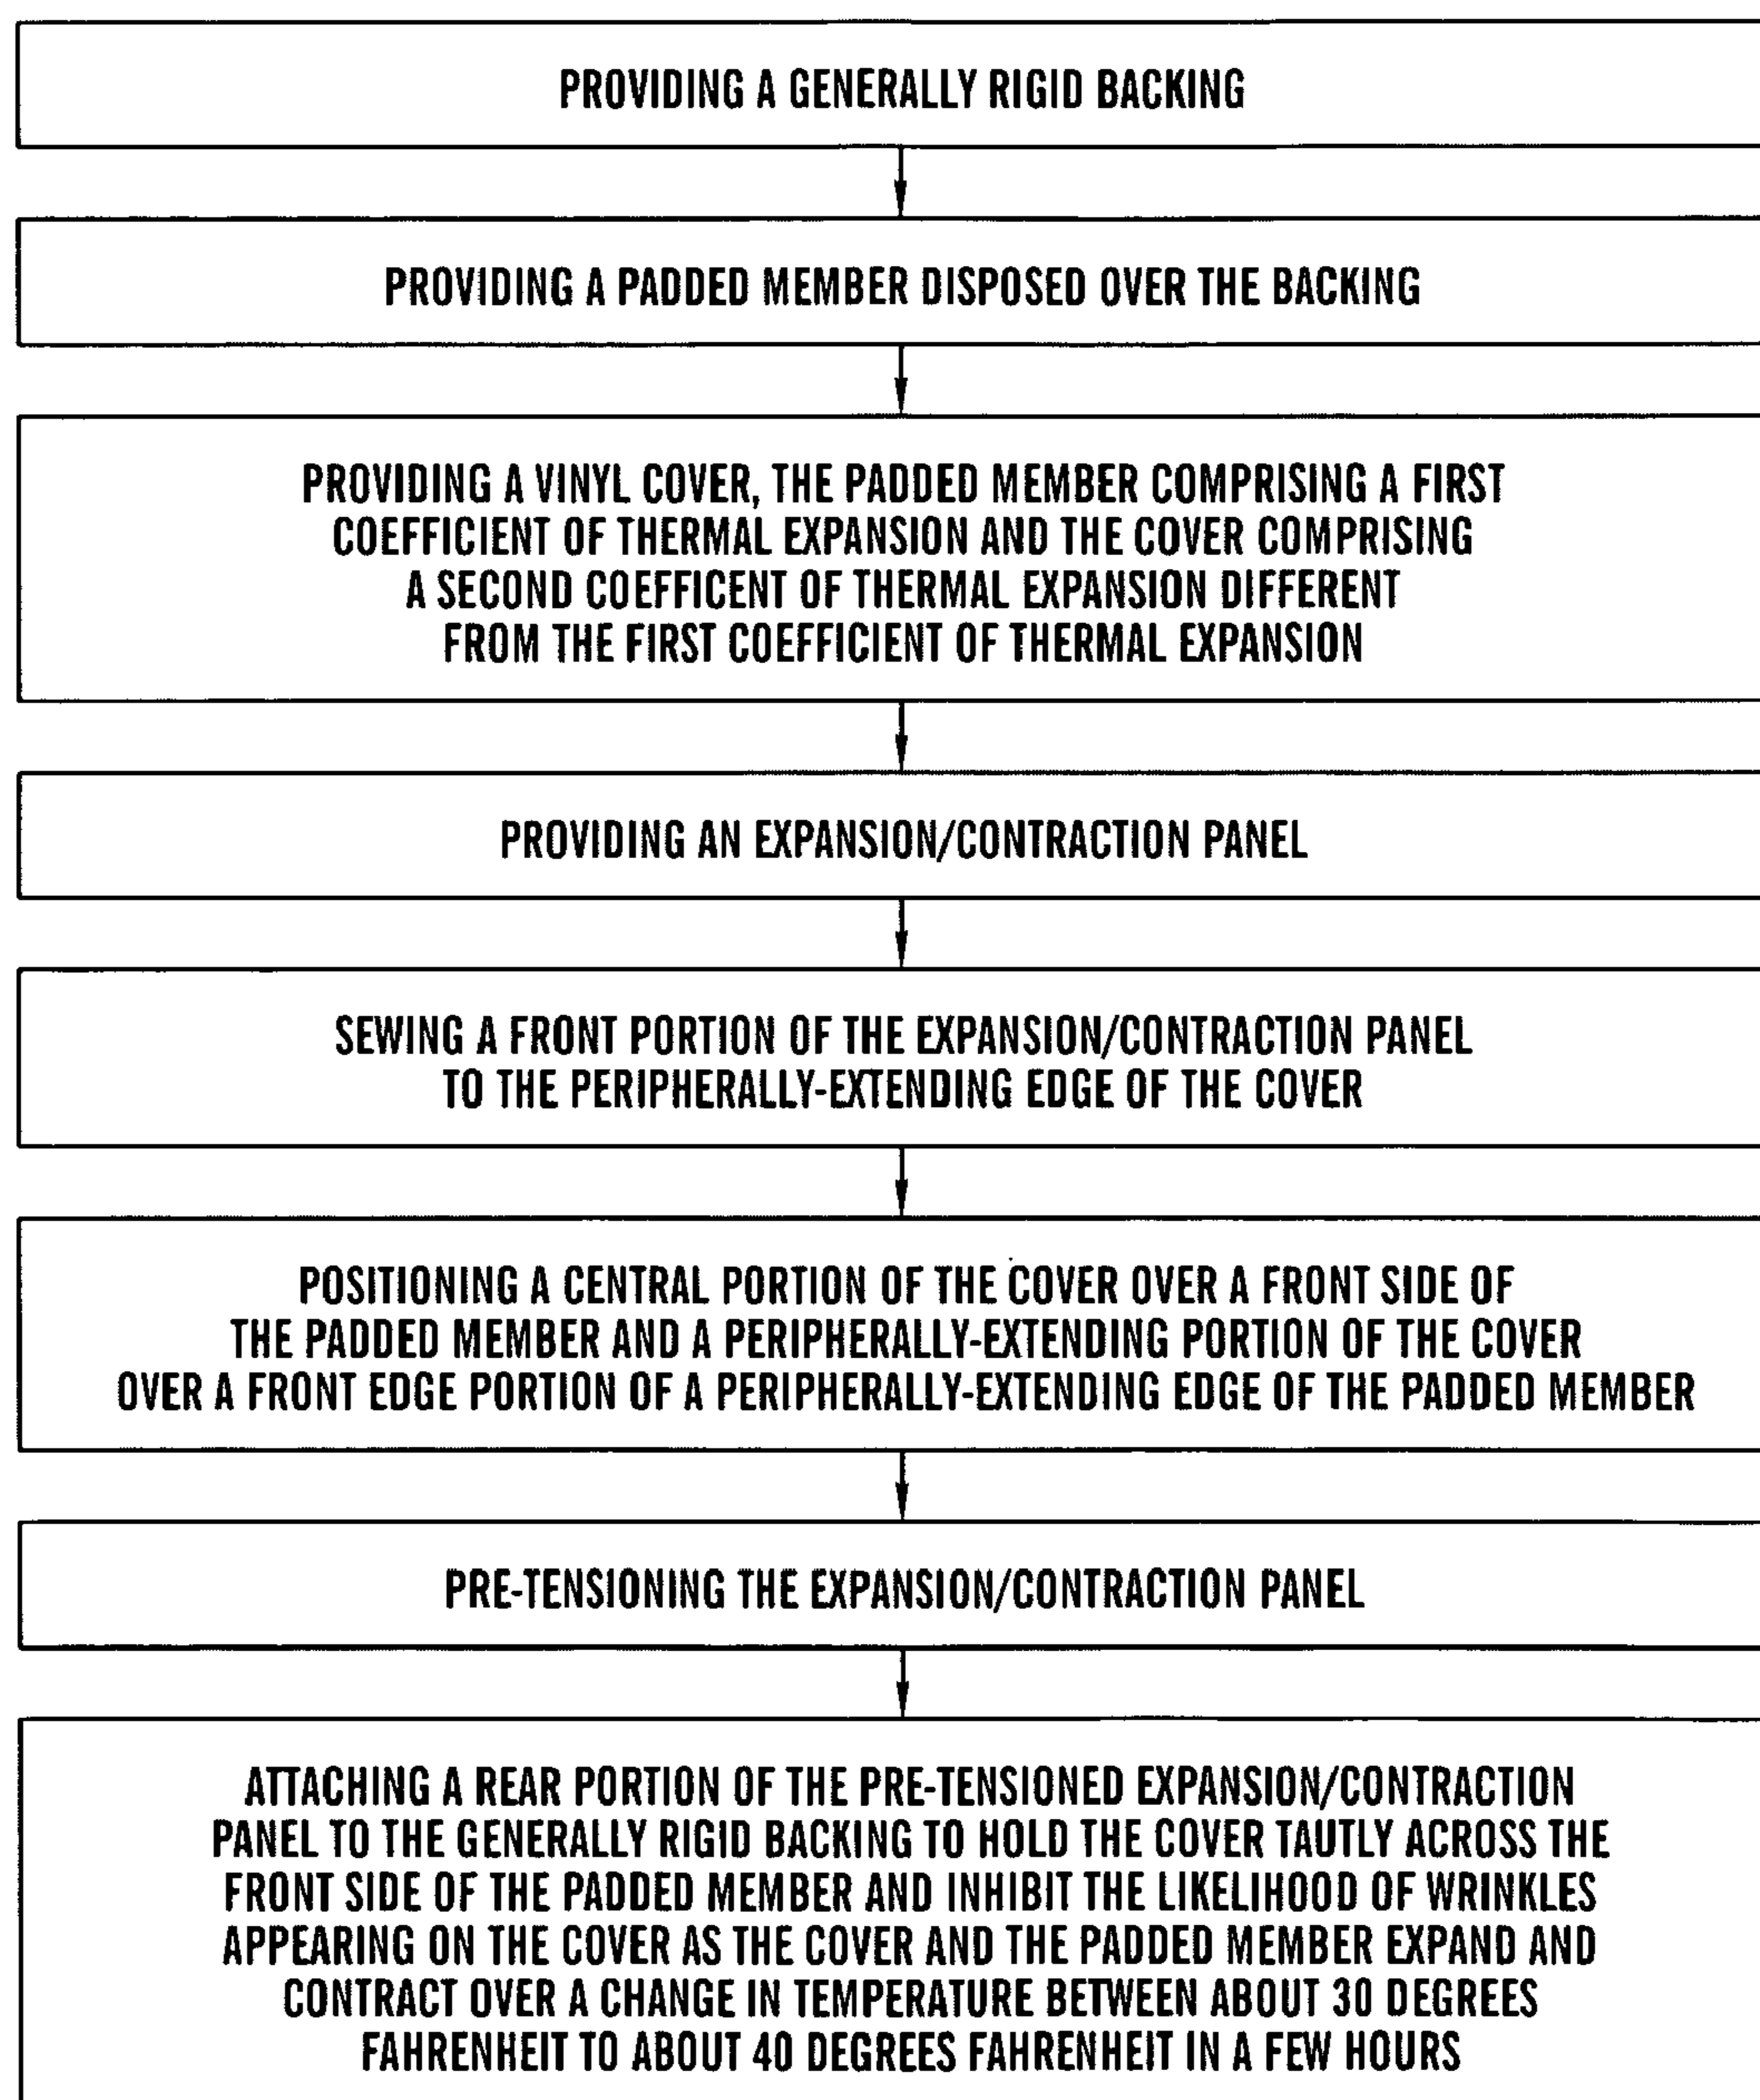 PROVIDING A GENERALLY RIGID BACKING
PROVIDING A PADDED MEMBER DISPOSED OVER THE BACKING
PROVIDING A VINYL COVER, THE PADDED MEMBER COMPRISING A FIRST
COEFFICIENT OF THERMAL EXPANSION AND THE COVER COMPRISING
A SECOND COEFFICENT OF THERMAL EXPANSION DIFFERENT
FROM THE FIRST COEFFICIENT OF THERMAL EXPANSION
PROVIDING AN EXPANSION/CONTRACTION PANEL
SEWING A FRONT PORTION OF THE EXPANSION/CONTRACTION PANEL
TO THE PERIPHERALLY-EXTENDING EDGE OF THE COVER
POSITIONING A CENTRAL PORTION OF THE COVER OVER A FRONT SIDE OF
THE PADDED MEMBER AND A PERIPHERALLY-EXTENDING PORTION OF THE COVER
OVER A FRONT EDGE PORTION OF A PERIPHERALLY-EXTENDING EDGE OF THE PADDED MEMBER
PRE-TENSIONING THE EXPANSION/CONTRACTION PANEL
ATTACHING A REAR PORTION OF THE PRE-TENSIONED EXPANSION/CONTRACTION
PANEL TO THE GENERALLY RIGID BACKING TO HOLD THE COVER TAUTLY ACROSS THE
FRONT SIDE OF THE PADDED MEMBER AND INHIBIT THE LIKELIHOOD OF WRINKLES
APPEARING ON THE COVER AS THE COVER AND THE PADDED MEMBER EXPAND AND
CONTRACT OVER A CHANGE IN TEMPERATURE BETWEEN ABOUT 30 DEGREES
FAHRENHEIT TO ABOUT 40 DEGREES FAHRENHEIT IN A FEW HOURS